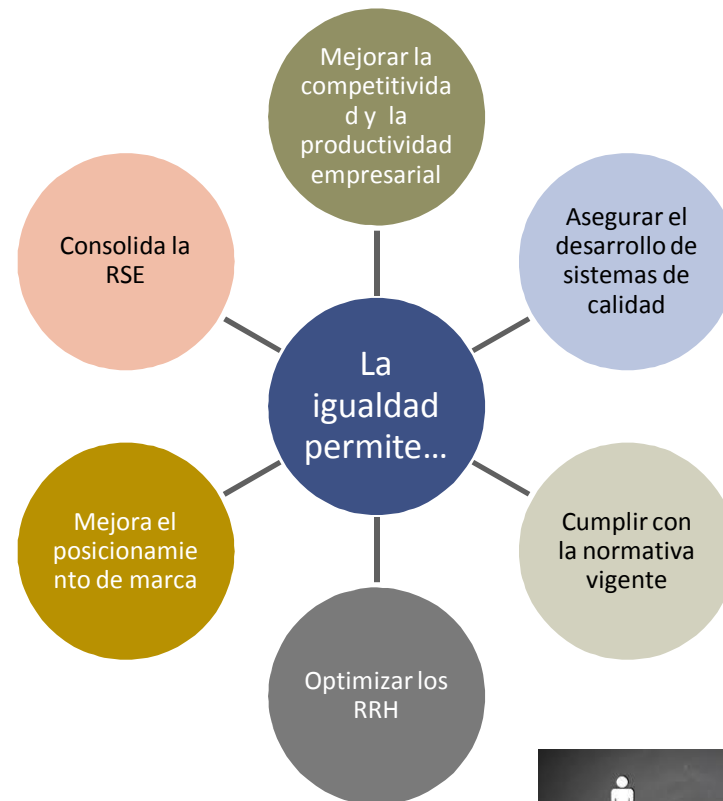 Mejorar la
competitivida
d y la
productividad
empresarial
Asegurar el
desarrollo de
sistemas de
calidad
Cumplir con
la normativa
vigente
Optimizar los
RRH
Mejora el
posicionamie
nto de marca
Consolida la
RSE
La
igualdad
permite...